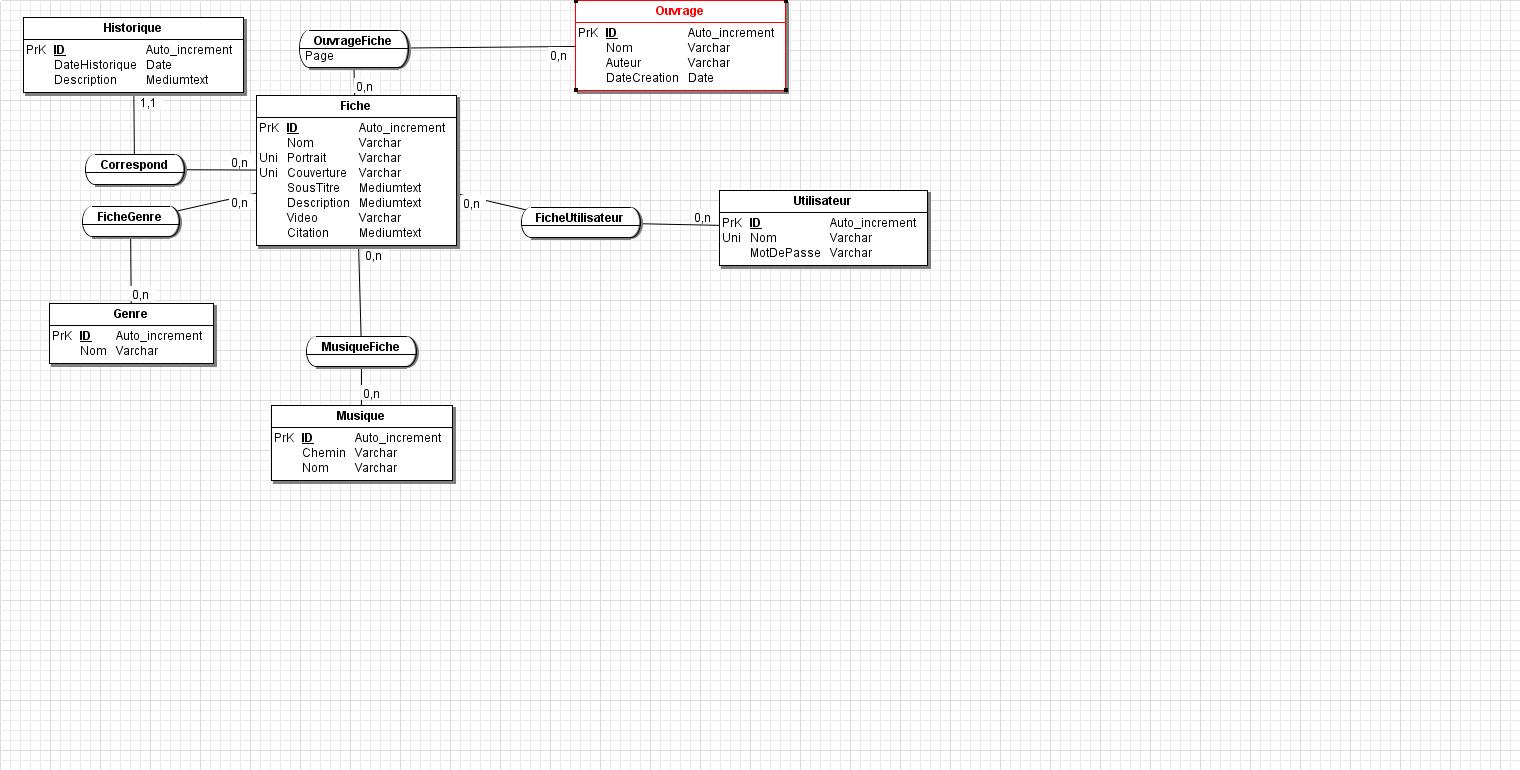 Historique
PrK ID Auto_increment
DateHistorique Date
Description Mediumtext
1,1
OuvrageFiche
Page
0,n
0,n
Ouvrage
PrK ID Auto_increment
Nom Varchar
Auteur Varchar
DateCreation Date
Fiche
PrK ID Auto_increment
Nom Varchar
Uni Portrait Varchar
Uni Couverture Varchar
SousTitre Mediumtext
Description Mediumtext
Video Varchar
Citation Mediumtext
Correspond
0,n
FicheGenre
0,n
0,n
Genre
PrK ID Auto_increment
Nom Varchar
0,n
FicheUtilisateur
0,n
Utilisateur
PrK ID Auto_increment
Uni Nom Varchar
MotDePasse Varchar
0,n
MusiqueFiche
0,n
Musique
PrK ID Auto_increment
Chemin Varchar
Nom Varchar